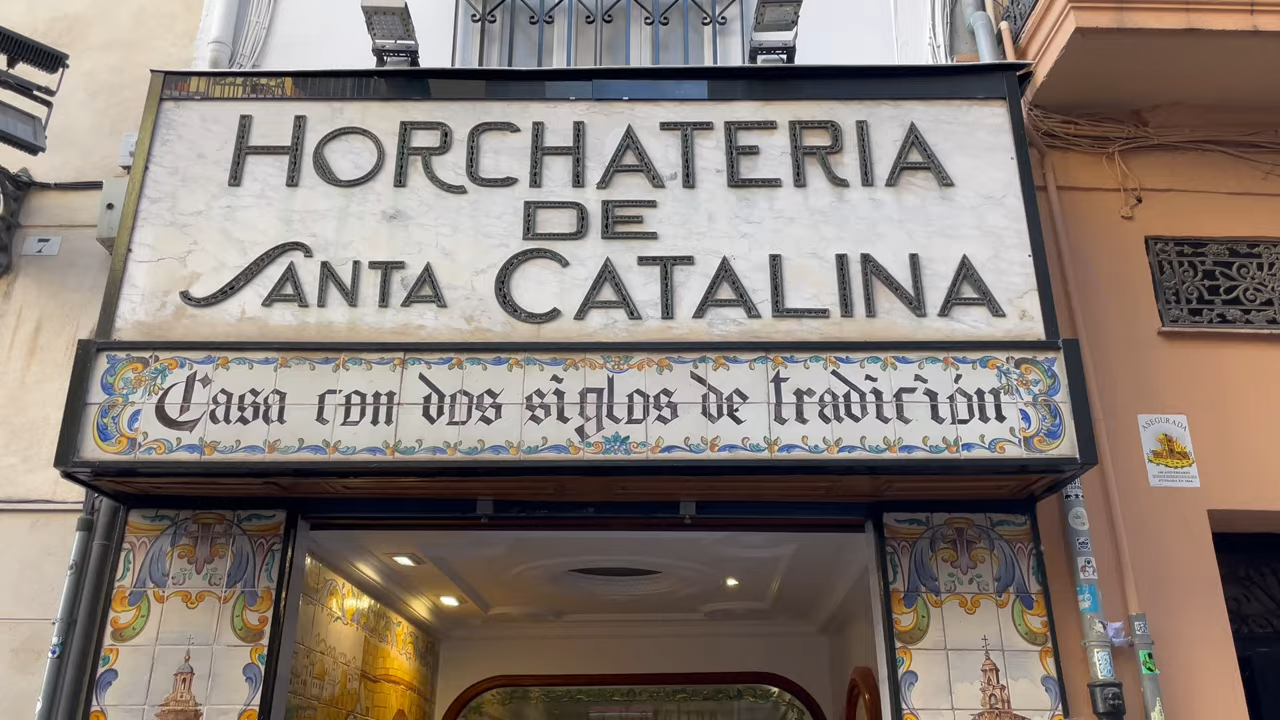 HORCHATERIA
DE
SANTA CATALINA
Casa con dos siglos de tradición
7
ASEGURADA